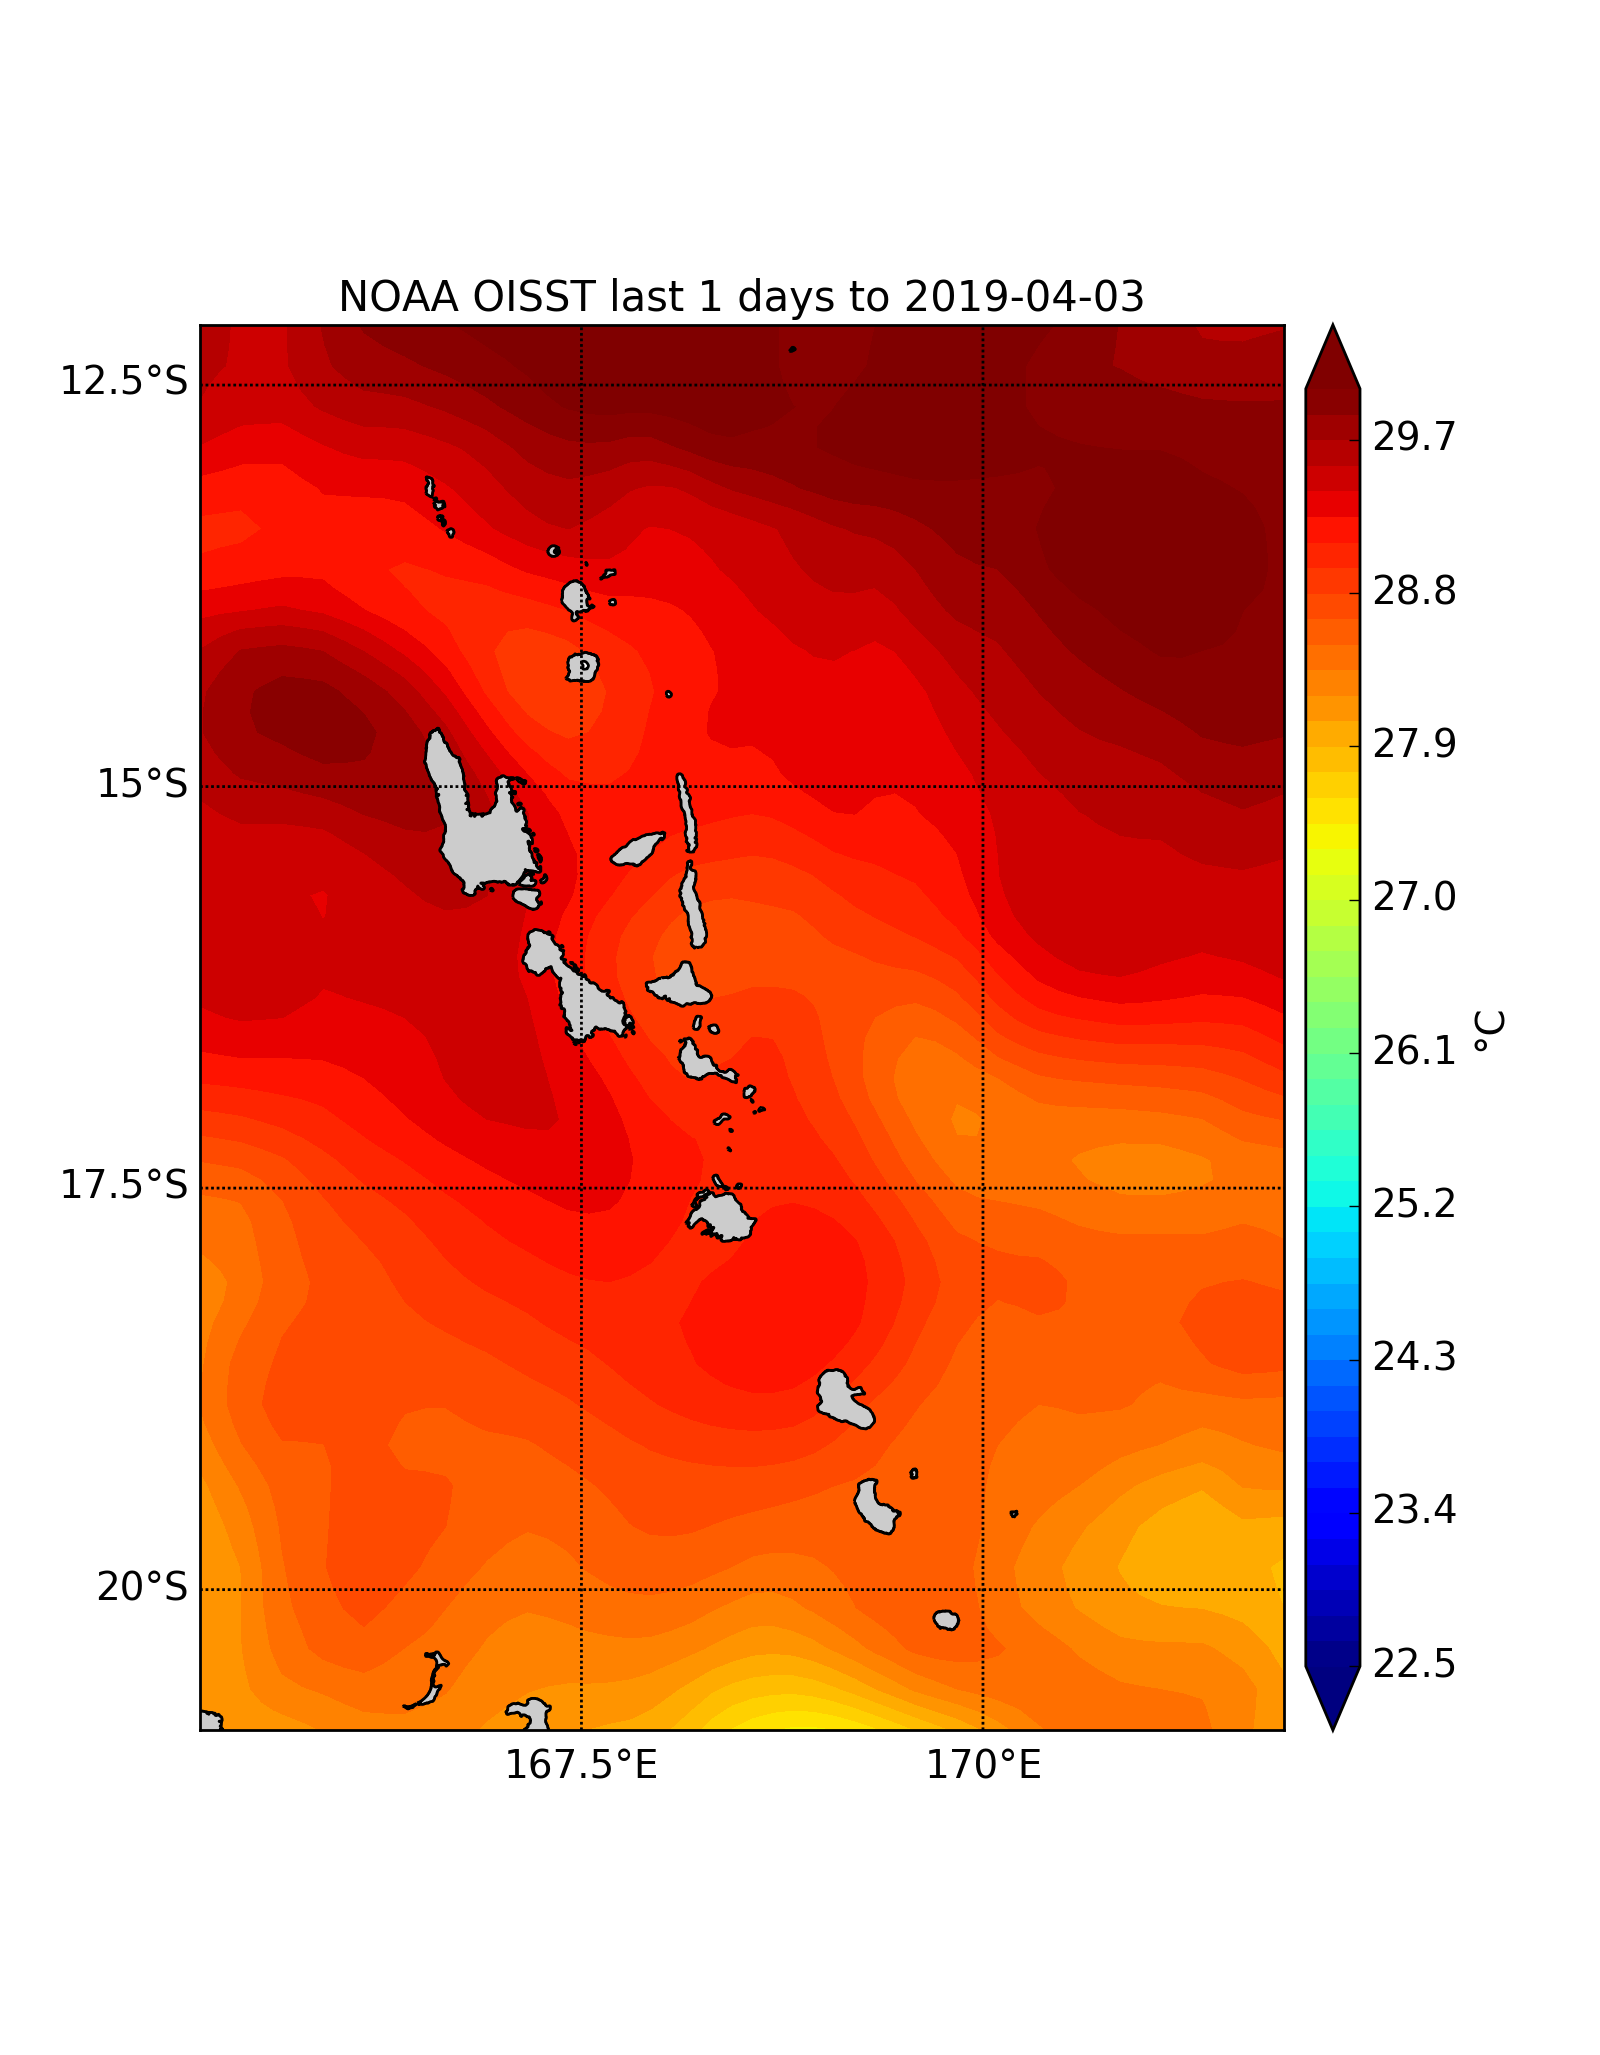 NOAA OISST last 1 days to 2019-04-03
12.5°S
15°S
17.5°S
20°S
167.5°E
170°E
29.7
28.8
27.9
27.0
26.1
25.2
24.3
23.4
22.5
°C